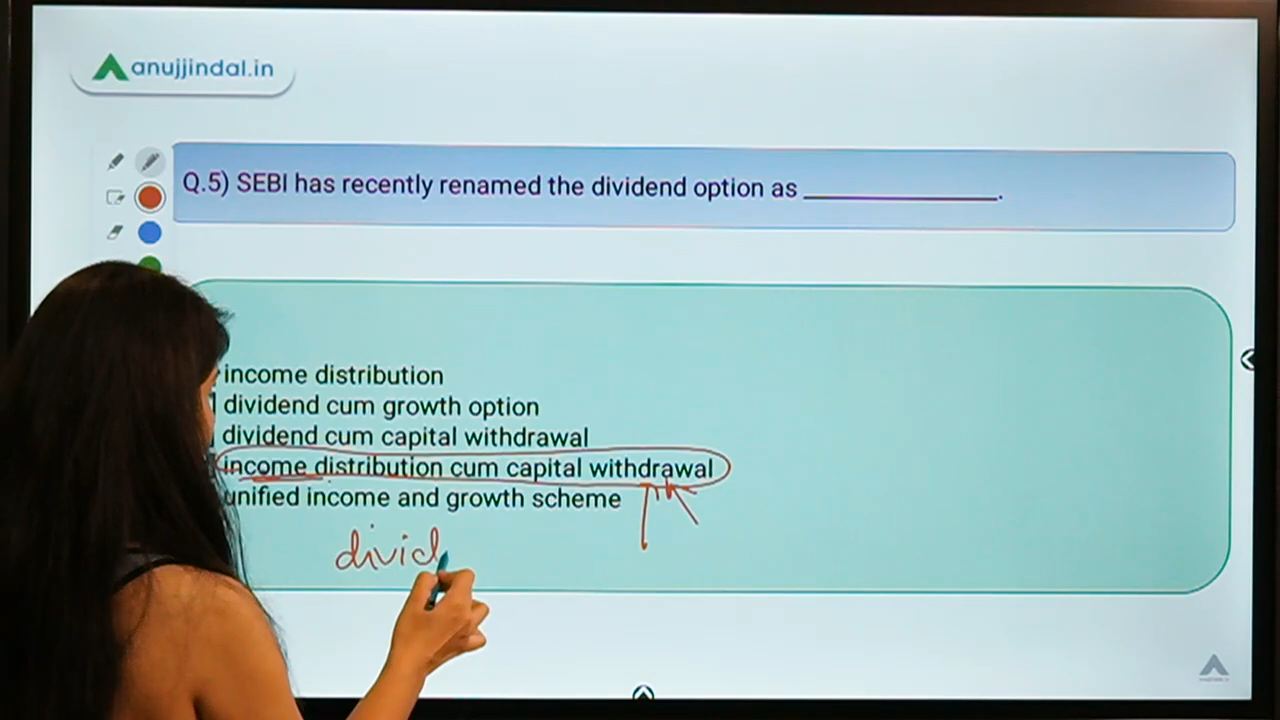 anujjindal.in
Q.5) SEBI has recently renamed the dividend option as ____________.
income distribution
dividend cum growth option
dividend cum capital withdrawal
income distribution cum capital withdrawal
unified income and growth scheme
divid